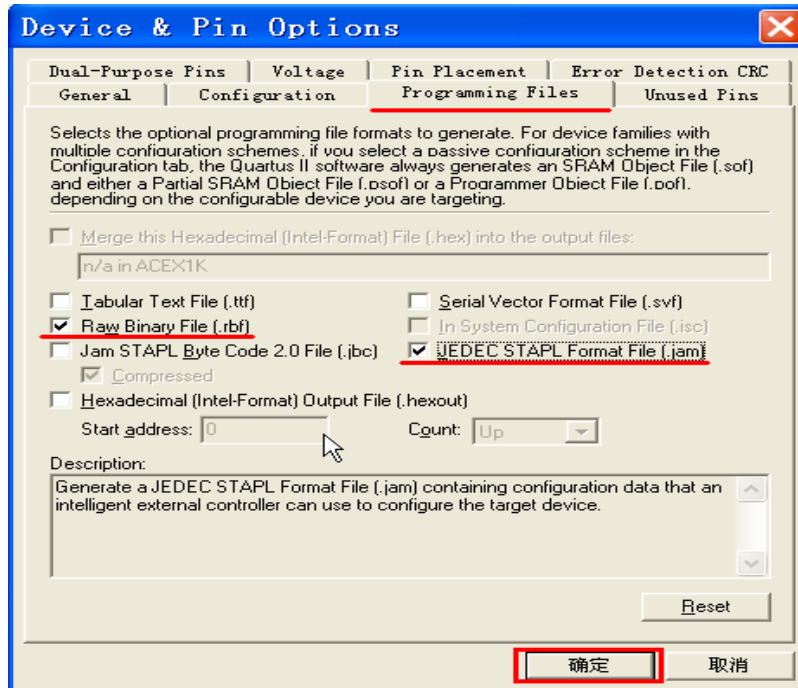 Device & Pin Options
Dual-Purpose Pins Voltage Pin Placement Error Detection CRC
General Configuration Programming Files Unused Pins
Selects the optional programming file formats to generate. For device families with
multiple configuration schemes, if you select a passive configuration scheme in the
Configuration tab, the Quartus II software always generates an SRAM Object File (.sof)
and either a Partial SRAM Object File (.psof) or a Programmer Object File (.pof),
depending on the configurable device you are targeting.
Merge this Hexadecimal (Intel-Format) File (.hex) into the output files:
n/a in ACEX1K
Tabular Text File (.ttf) Serial Vector Format File (.svf)
Raw Binary File (.rbf) In System Configuration File (.isc)
Jam STAPL Byte Code 2.0 File (.jbc) JEDEC STAPL Format File (.jam)
Compressed
Hexadecimal (Intel-Format) Output File (.hexout)
Start address: 0 Count: Up
Description:
Generate a JEDEC STAPL Format File (.jam) containing configuration data that an
intelligent external controller can use to configure the target device.
Reset
确定 取消